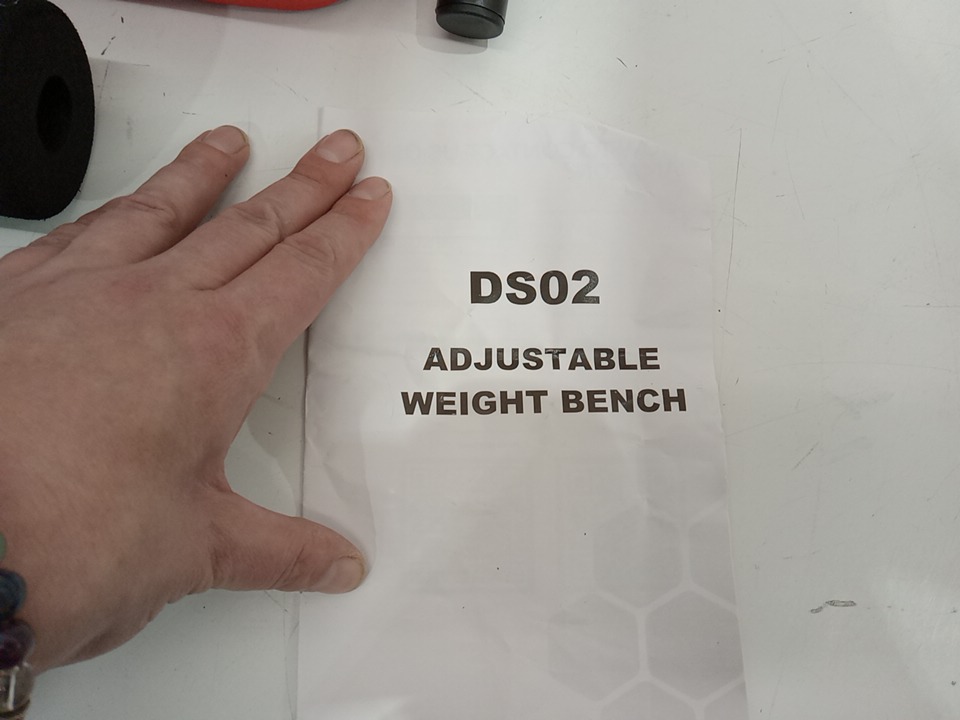 DS02
ADJUSTABLE
WEIGHT BENCH